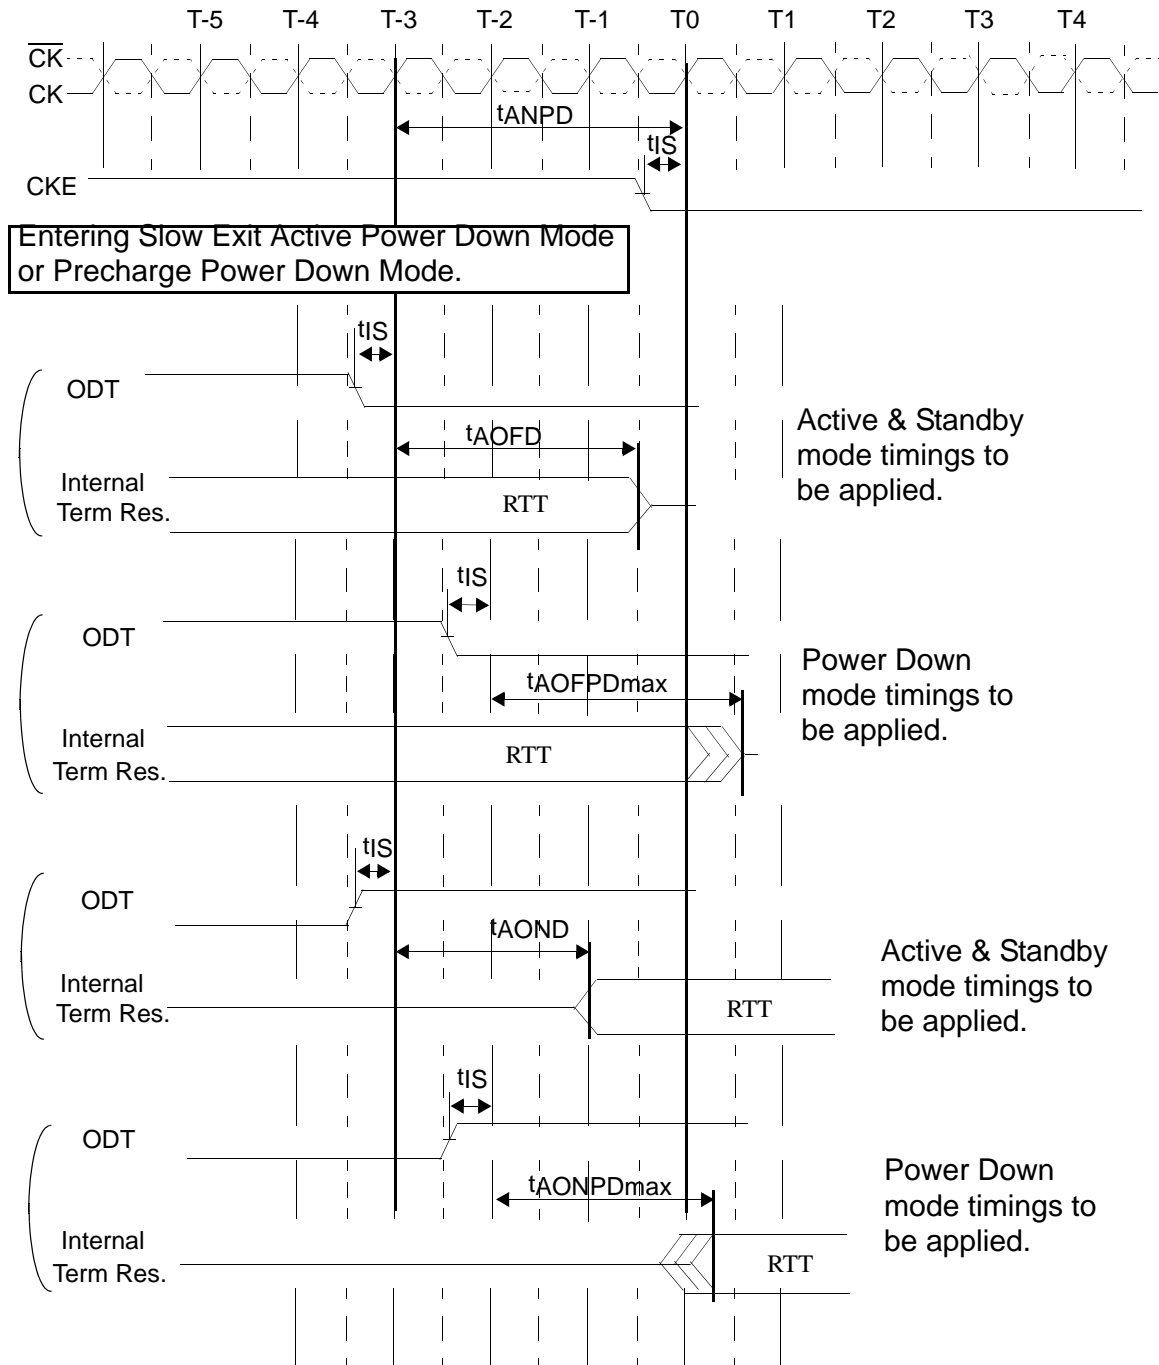 T-5 T-4 T-3 T-2 T-1 T0 T1 T2 T3 T4
CK
CK
tANPD
tIS
CKE
Entering Slow Exit Active Power Down Mode
or Precharge Power Down Mode.
tIS
ODT
tAOFD
Internal
Term Res.
RTT
Active & Standby
mode timings to
be applied.
tIS
ODT
tAOFPDmax
Internal
Term Res.
RTT
Power Down
mode timings to
be applied.
tIS
ODT
tAOND
Internal
Term Res.
RTT
Active & Standby
mode timings to
be applied.
tIS
ODT
tAONPDmax
Internal
Term Res.
RTT
Power Down
mode timings to
be applied.